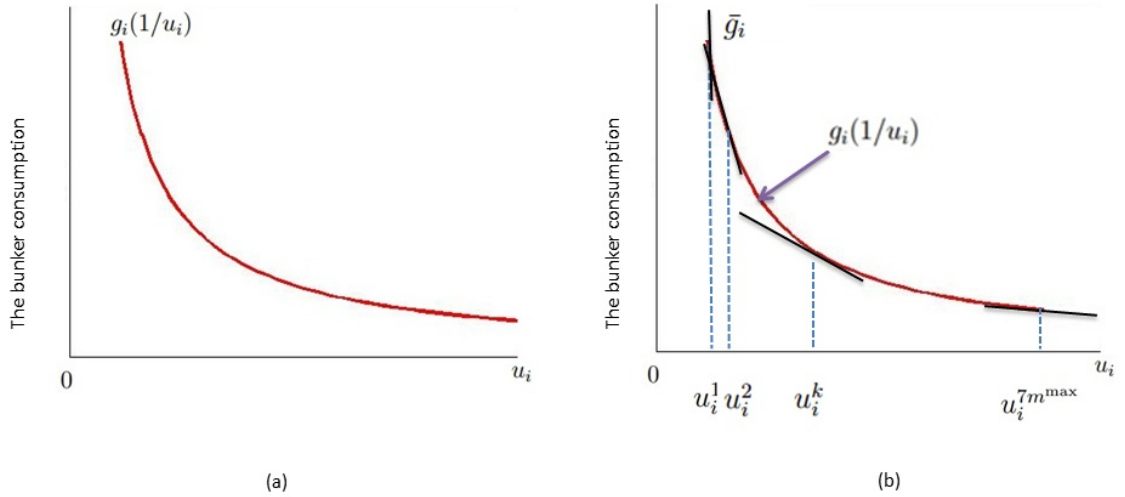 The bunker consumption
g_i(1/u_i)
0
u_i
(a)
The bunker consumption
ḡ_i
g_i(1/u_i)
0
u_i
u_i^1 u_i^2 u_i^k u_i^{7m^{max}}
(b)